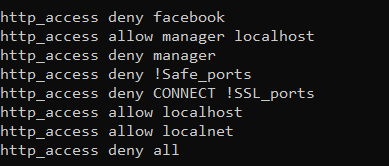 http_access deny facebook
http_access allow manager localhost
http_access deny manager
http_access deny !Safe_ports
http_access deny CONNECT !SSL_ports
http_access allow localhost
http_access allow localnet
http_access deny all